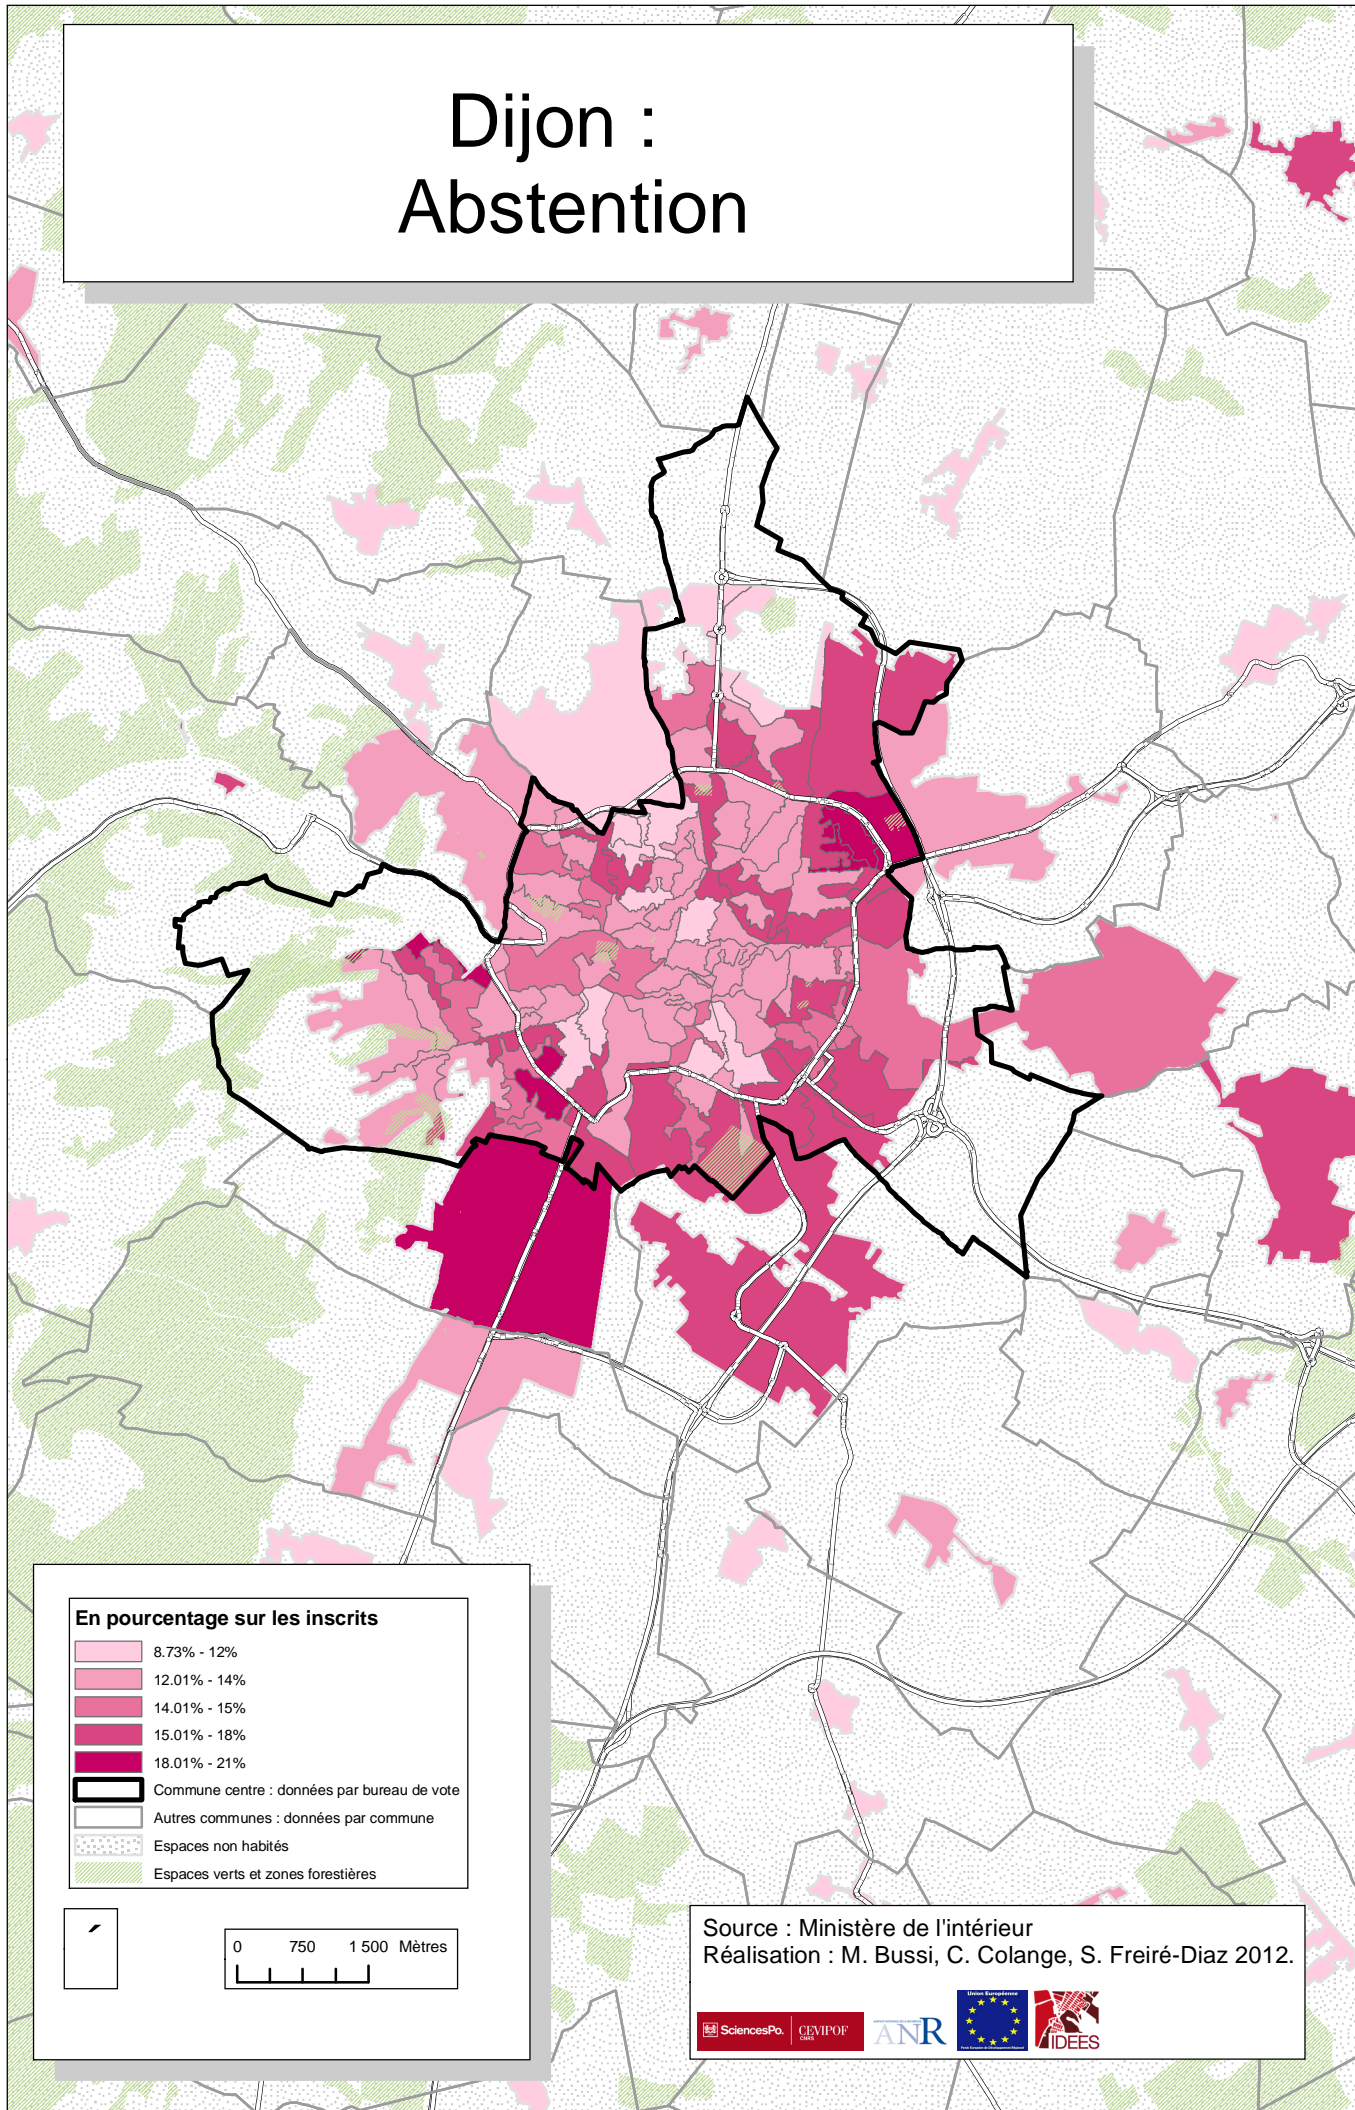 Dijon :
Abstention
En pourcentage sur les inscrits
8.73% - 12%
12.01% - 14%
14.01% - 15%
15.01% - 18%
18.01% - 21%
Commune centre : données par bureau de vote
Autres communes : données par commune
Espaces non habités
Espaces verts et zones forestières
0 750 1 500 Mètres
Source : Ministère de l'intérieur
Réalisation : M. Bussi, C. Colange, S. Freiré-Diaz 2012.
SciencesPo. CEVIPOF
CNRS
ANR
Union Européenne
IDEES